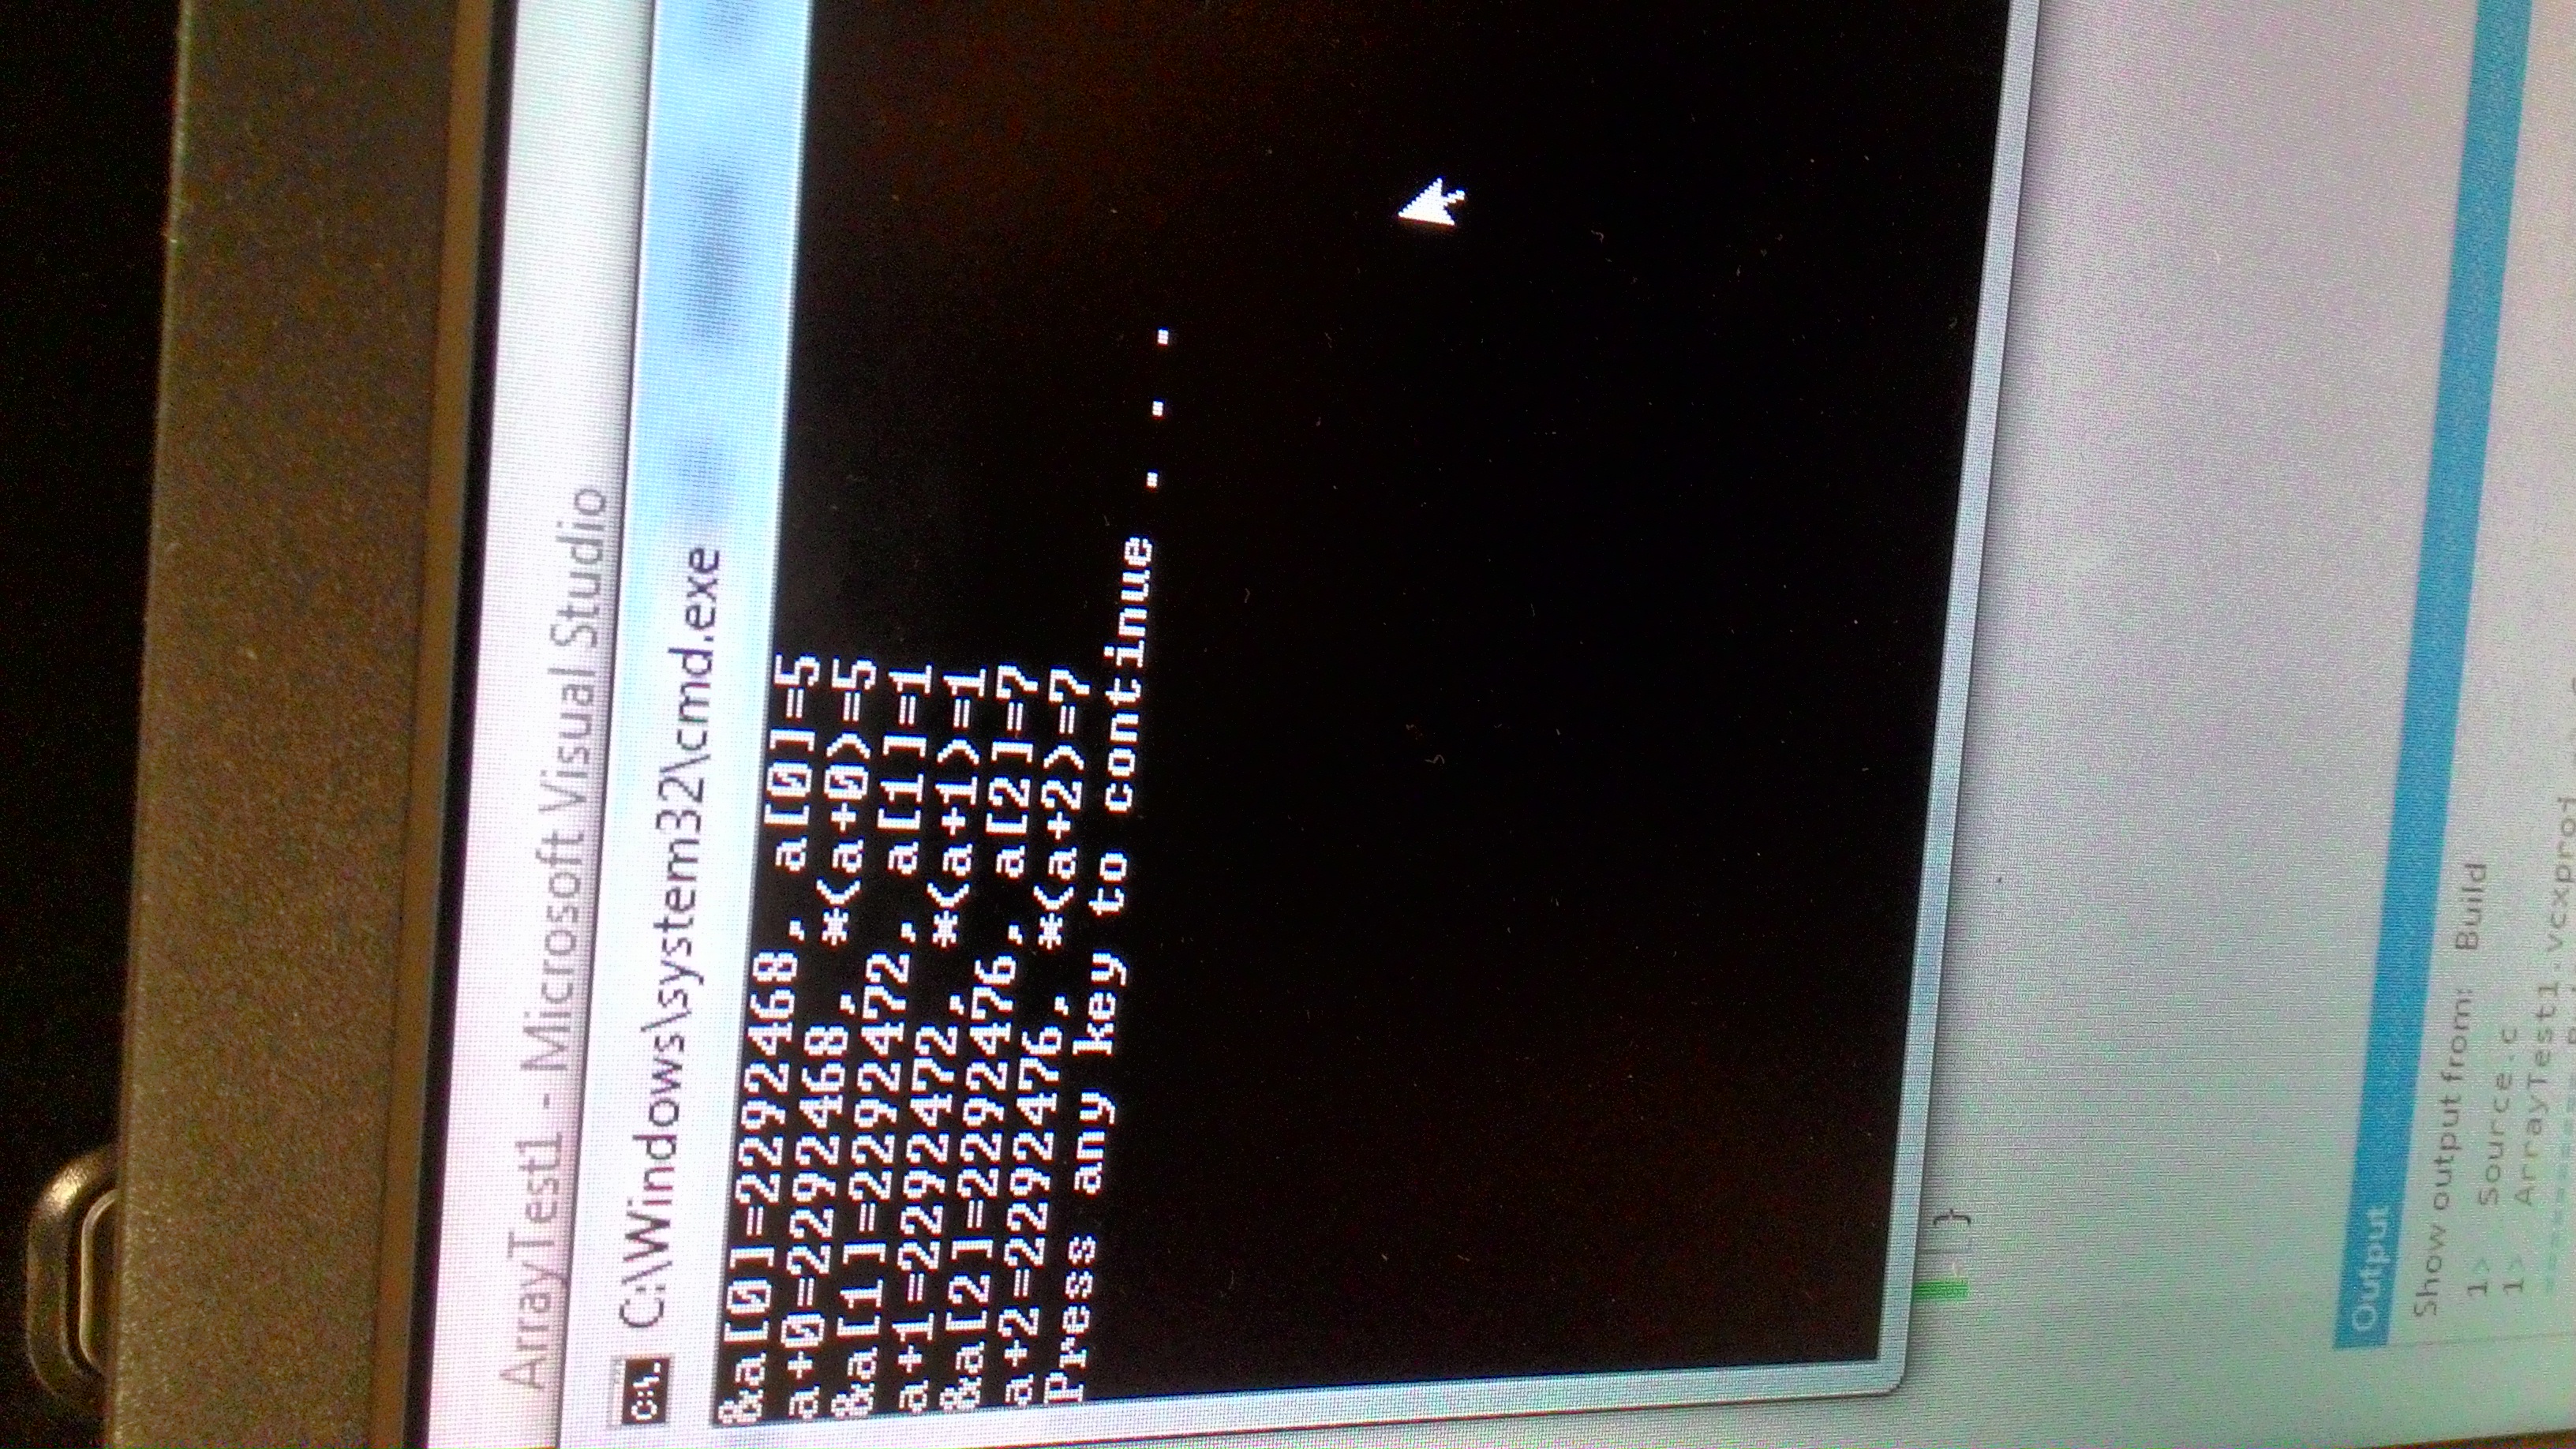 ArrayTest1 - Microsoft Visual Studio
C:\.
C:\Windows\system32\cmd.exe
&a[0]=2292468, a[0]=5
a+0=2292468, *(a+0)=5
&a[1]=2292472, a[1]=1
a+1=2292472, *(a+1)=1
&a[2]=2292476, a[2]=7
a+2=2292476, *(a+2)=7
Press any key to continue . . .
}
Output
Show output from: Build
1> Source.c
1> ArrayTest1.vcxproj